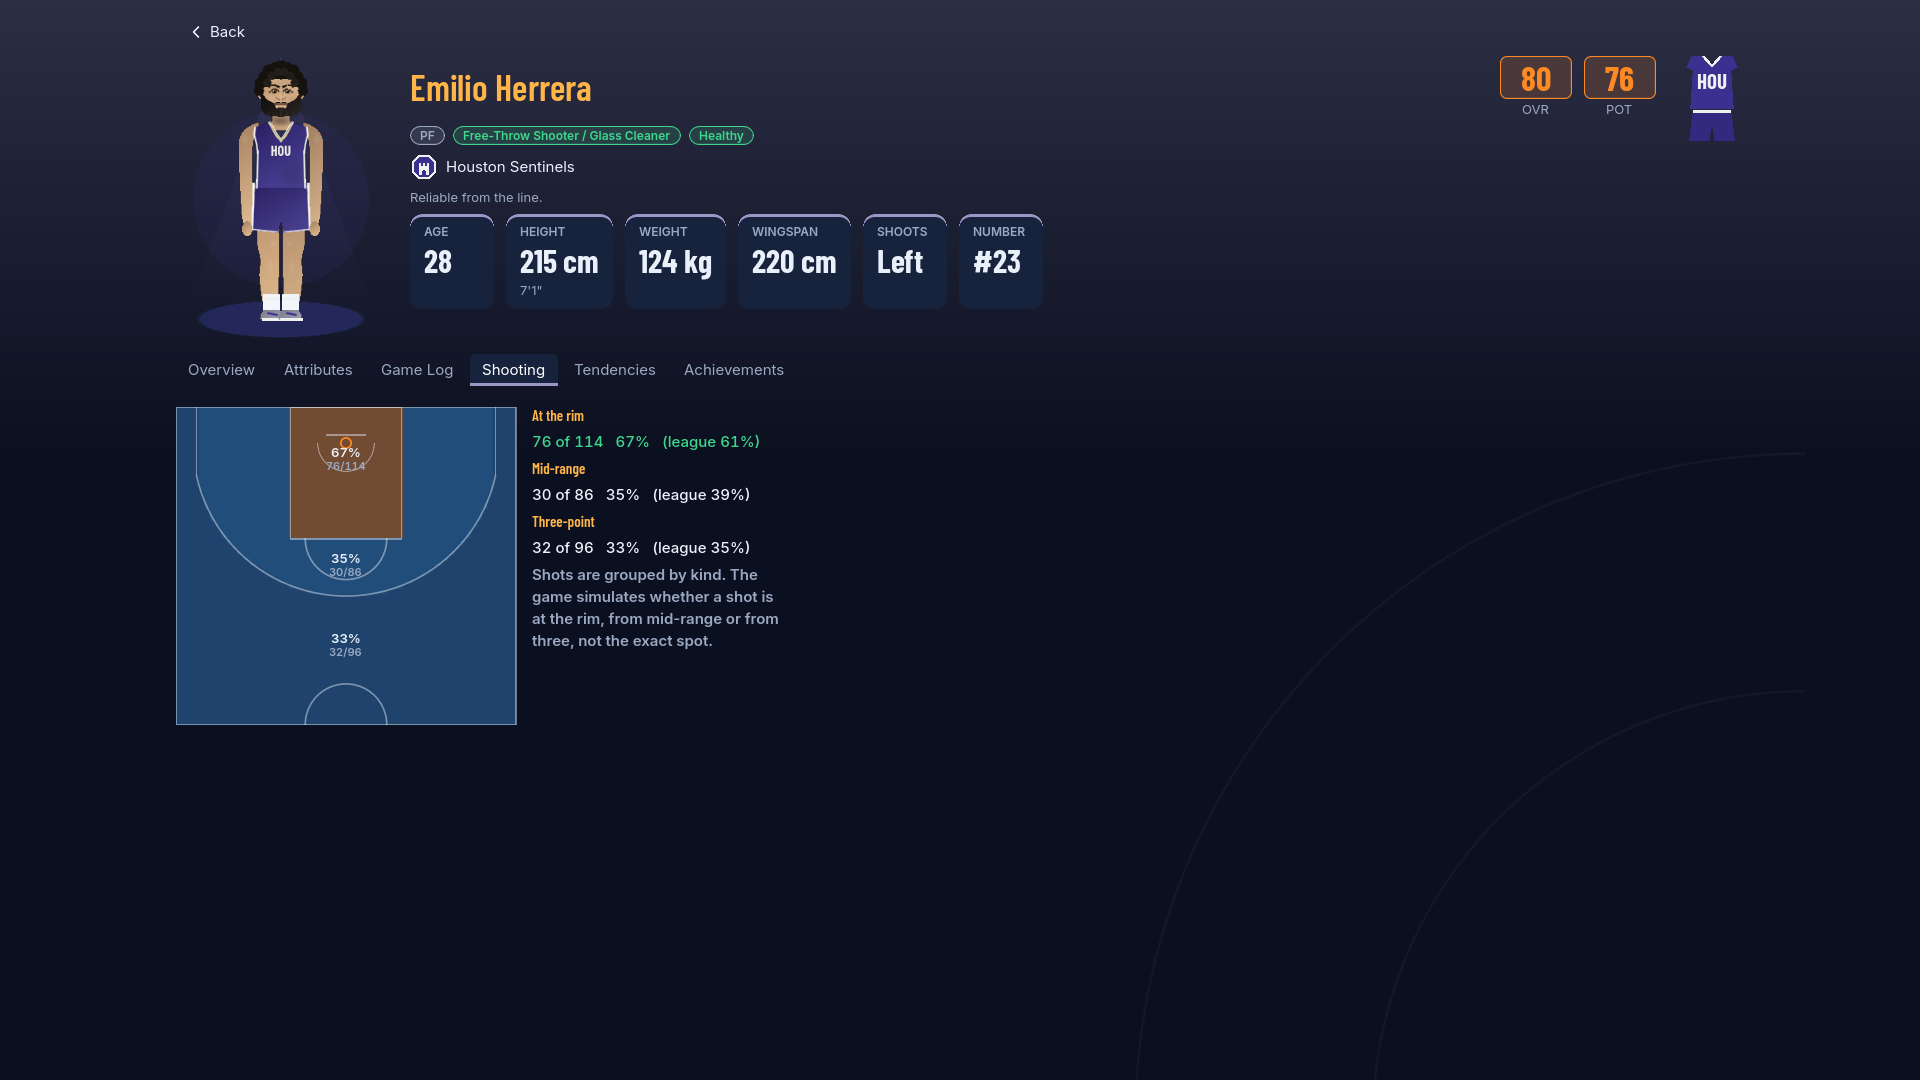 Back
HOU
Emilio Herrera
PF
Free-Throw Shooter / Glass Cleaner
Healthy
Houston Sentinels
Reliable from the line.
80
OVR
76
POT
HOU
AGE
28
HEIGHT
215 cm
7'1"
WEIGHT
124 kg
WINGSPAN
220 cm
SHOOTS
Left
NUMBER
#23
Overview
Attributes
Game Log
Shooting
Tendencies
Achievements
67%
76/114
35%
30/86
33%
32/96
At the rim
76 of 114 67% (league 61%)
Mid-range
30 of 86 35% (league 39%)
Three-point
32 of 96 33% (league 35%)
Shots are grouped by kind. The
game simulates whether a shot is
at the rim, from mid-range or from
three, not the exact spot.